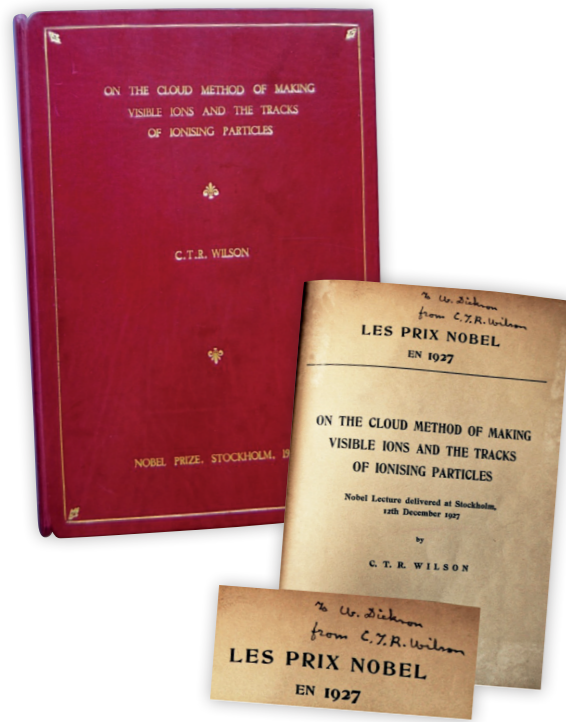 ON THE CLOUD METHOD OF MAKING
VISIBLE IONS AND THE TRACKS
OF IONISING PARTICLES
C.T.R. WILSON
NOBEL PRIZE, STOCKHOLM, 19
To W. Dickson
from C.T.R. Wilson
LES PRIX NOBEL
EN 1927
ON THE CLOUD METHOD OF MAKING
VISIBLE IONS AND THE TRACKS
OF IONISING PARTICLES
Nobel Lecture delivered at Stockholm,
12th December 1927
by
C. T. R. WILSON
To W. Dickson
from C.T.R. Wilson
LES PRIX NOBEL
EN 1927